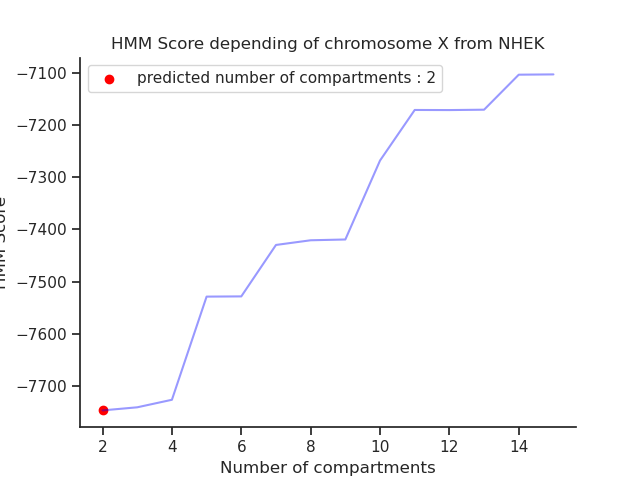 HMM Score depending of chromosome X from NHEK
predicted number of compartments : 2
−7100
−7200
−7300
−7400
−7500
−7600
−7700
HMM Score
2 4 6 8 10 12 14
Number of compartments